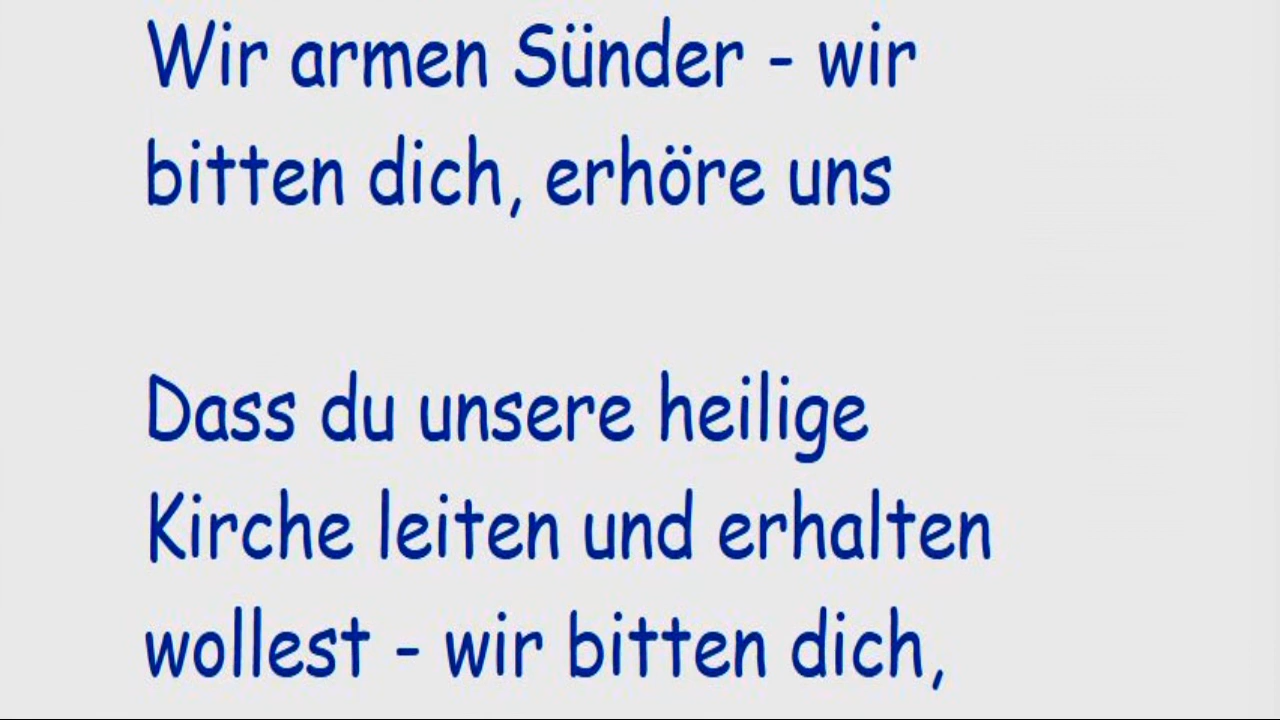 Wir armen Sünder - wir
bitten dich, erhöre uns
Dass du unsere heilige
Kirche leiten und erhalten
wollest - wir bitten dich,